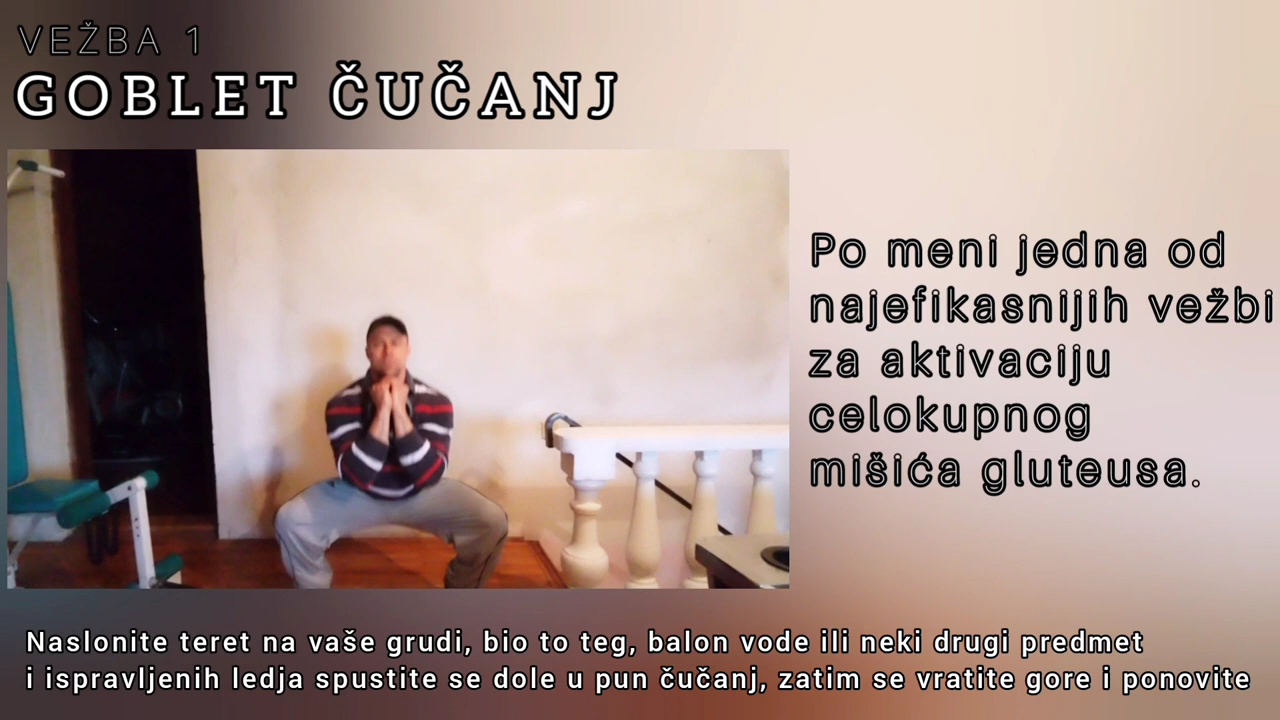 VEŽBA 1
GOBLET ČUČANJ
Po meni jedna od
najefikasnijih vežbi
za aktivaciju
celokupnog
mišića gluteusa.
Naslonite teret na vaše grudi, bio to teg, balon vode ili neki drugi predmet
i ispravljenih ledja spustite se dole u pun čučanj, zatim se vratite gore i ponovite